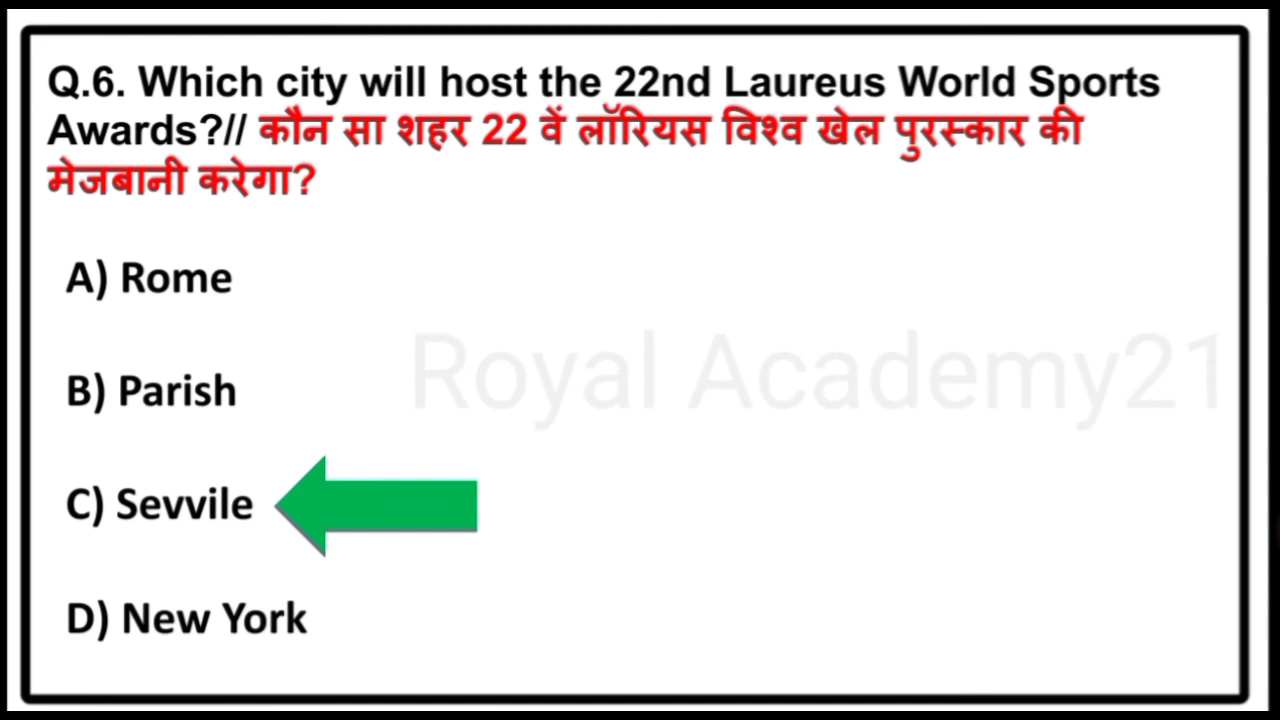 Q.6. Which city will host the 22nd Laureus World Sports
Awards?// कौन सा शहर 22 वें लॉरियस विश्व खेल पुरस्कार की
मेजबानी करेगा?
A) Rome
B) Parish
Royal Academy21
C) Sevvile
D) New York